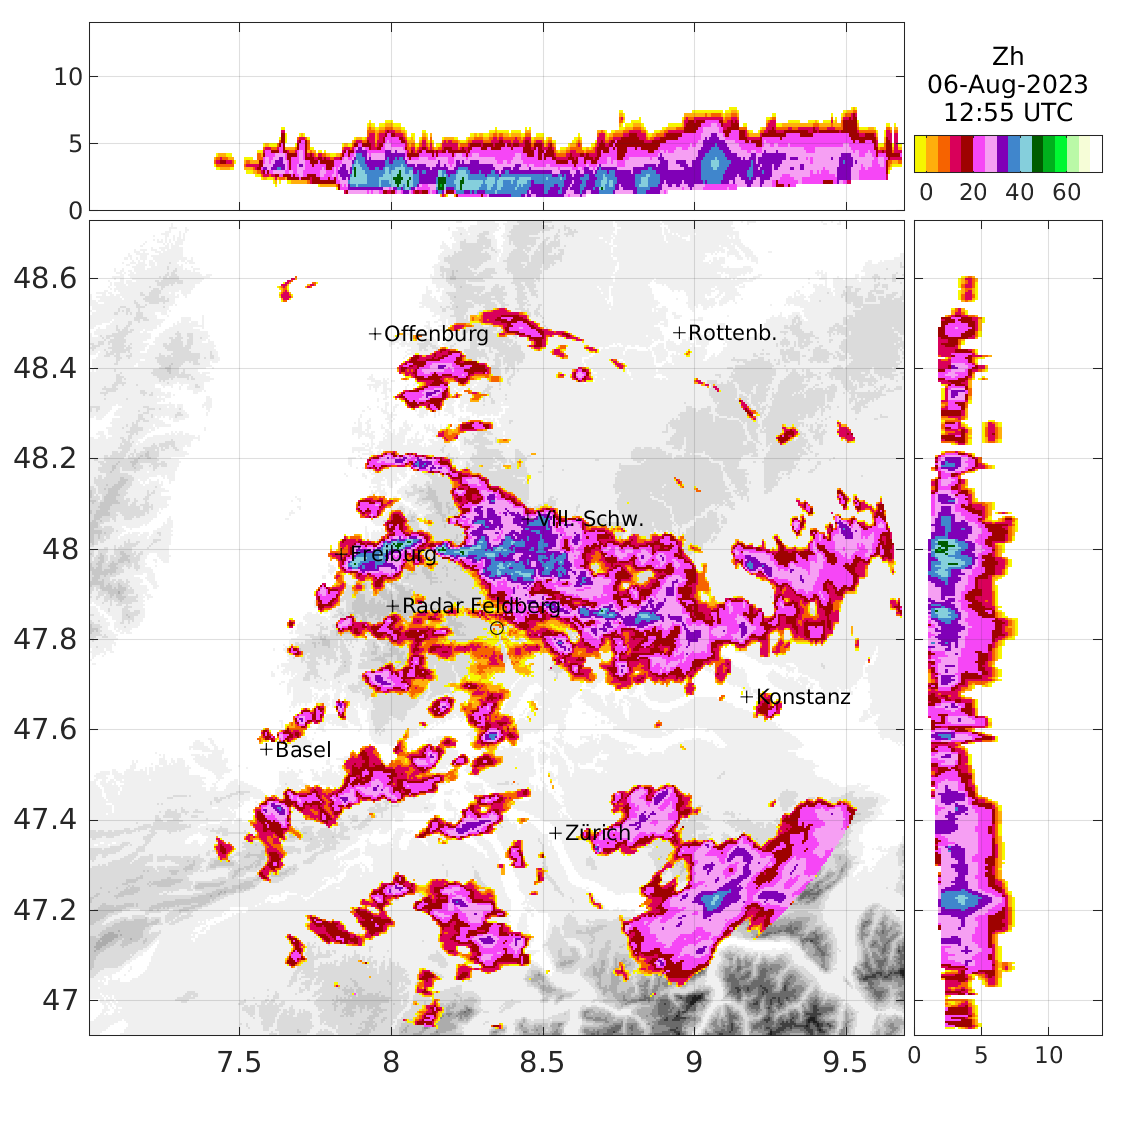 Zh
06-Aug-2023
12:55 UTC
10
5
0
0 20 40 60
48.6
48.4
48.2
48
47.8
47.6
47.4
47.2
47
Offenburg
Rottenb.
Vill. Schw.
Freiburg
Radar Feldberg
Konstanz
Basel
Zürich
7.5 8 8.5 9 9.5
0 5 10